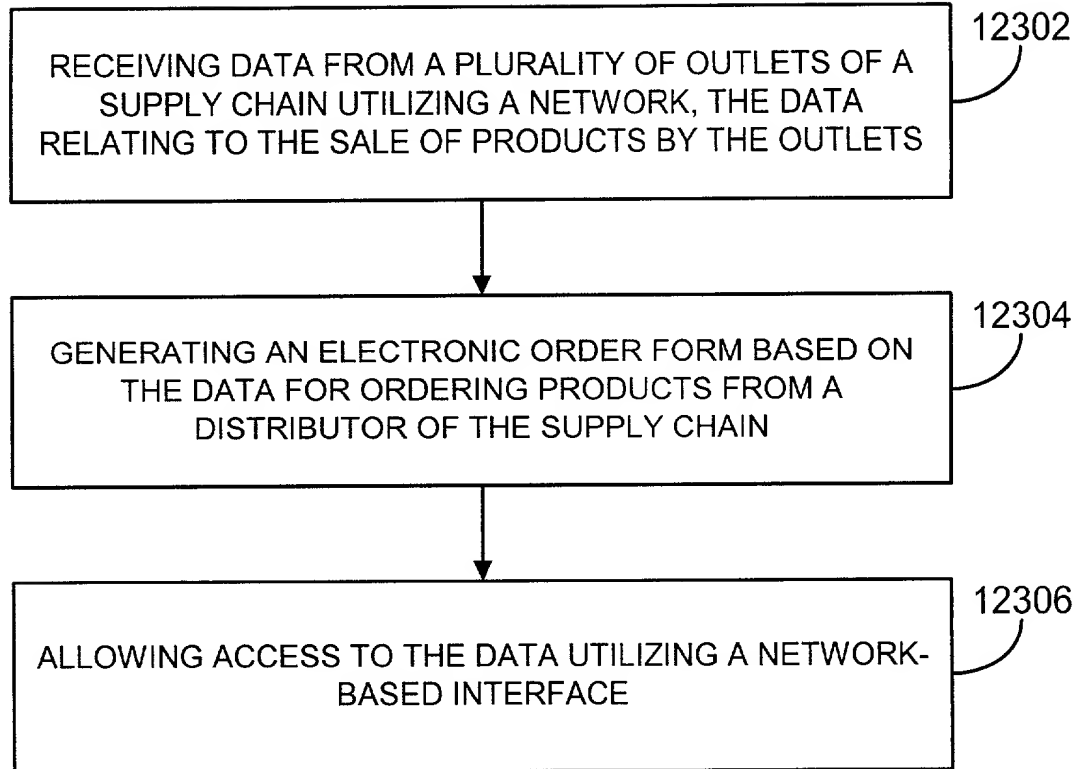 12302
RECEIVING DATA FROM A PLURALITY OF OUTLETS OF A
SUPPLY CHAIN UTILIZING A NETWORK, THE DATA
RELATING TO THE SALE OF PRODUCTS BY THE OUTLETS
12304
GENERATING AN ELECTRONIC ORDER FORM BASED ON
THE DATA FOR ORDERING PRODUCTS FROM A
DISTRIBUTOR OF THE SUPPLY CHAIN
12306
ALLOWING ACCESS TO THE DATA UTILIZING A NETWORK-
BASED INTERFACE